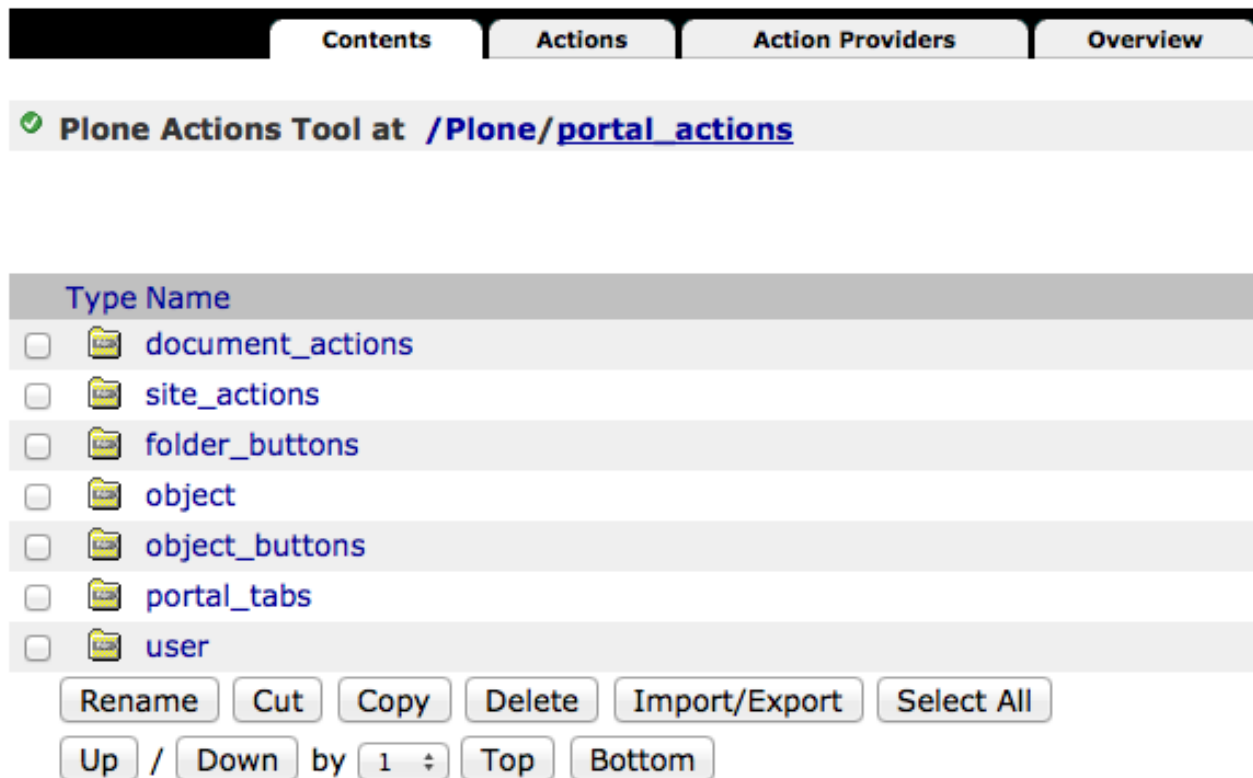 Contents Actions Action Providers Overview
Plone Actions Tool at /Plone/portal_actions
Type Name
document_actions
site_actions
folder_buttons
object
object_buttons
portal_tabs
user
Rename Cut Copy Delete Import/Export Select All
Up / Down by 1 Top Bottom